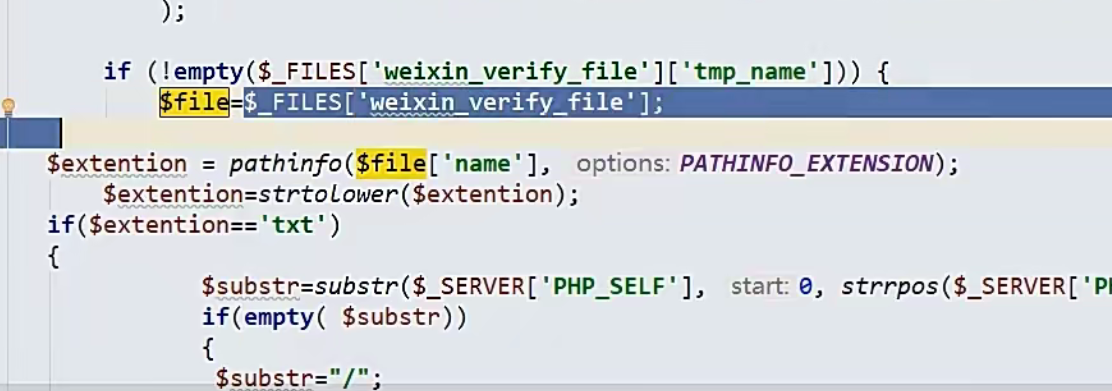 );
if (!empty($_FILES['weixin_verify_file']['tmp_name'])) {
$file=$_FILES['weixin_verify_file'];
$extention = pathinfo($file['name'], options: PATHINFO_EXTENSION);
$extention=strtolower($extention);
if($extention=='txt')
{
$substr=substr($_SERVER['PHP_SELF'], start: 0, strrpos($_SERVER['P
if(empty( $substr))
{
$substr="/";